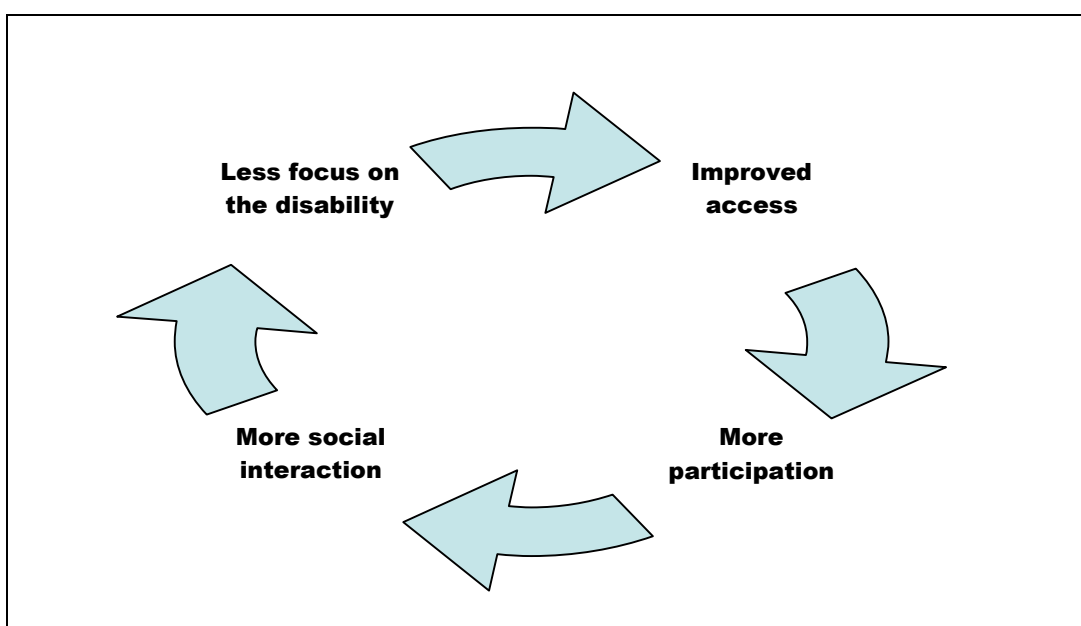 Less focus on
the disability
Improved
access
More social
interaction
More
participation